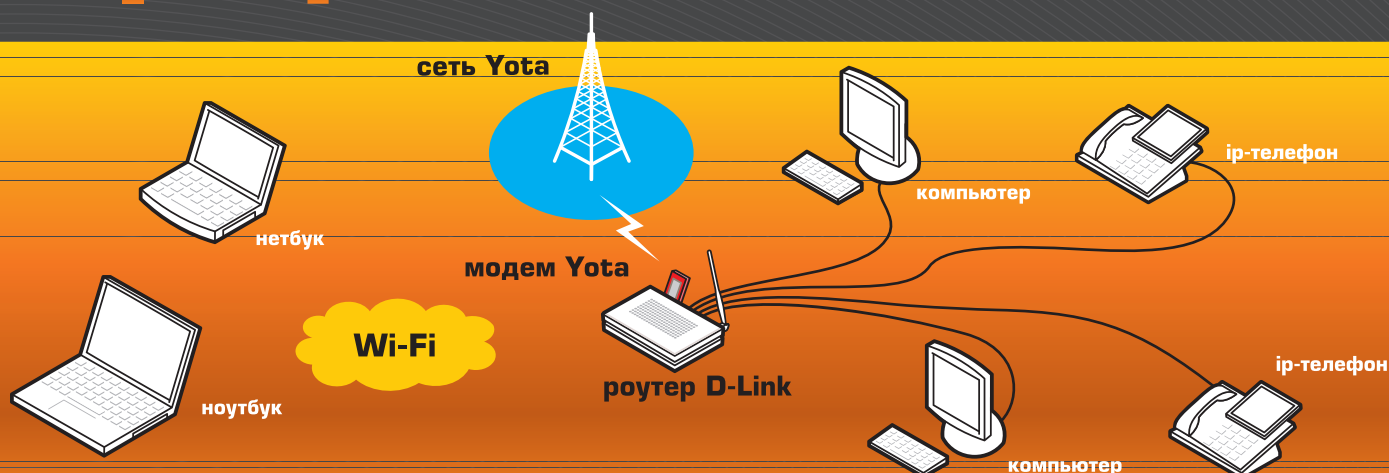 сеть Yota
ip-телефон
компьютер
нетбук
модем Yota
Wi-Fi
роутер D-Link
ip-телефон
ноутбук
компьютер